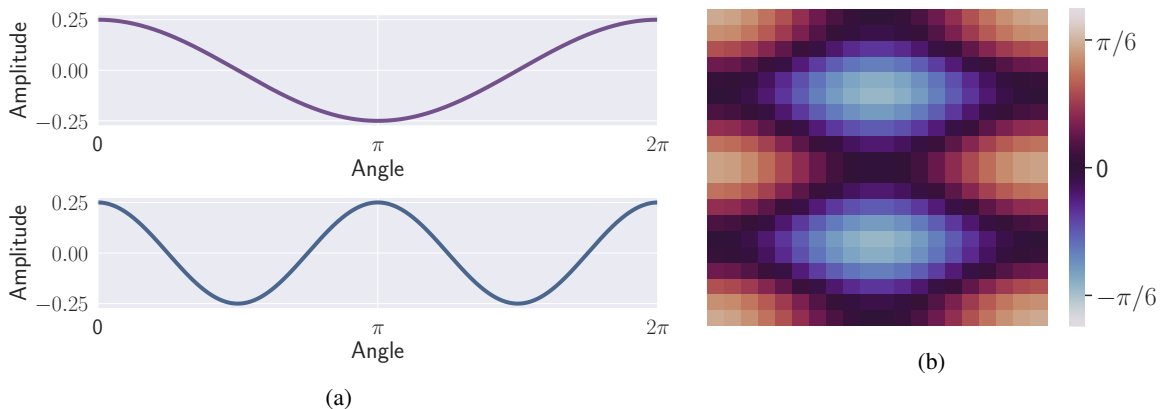 0.25
0.00
−0.25
Amplitude
0
π
2π
Angle
0.25
0.00
−0.25
Amplitude
0
π
2π
Angle
(a)
π/6
0
−π/6
(b)